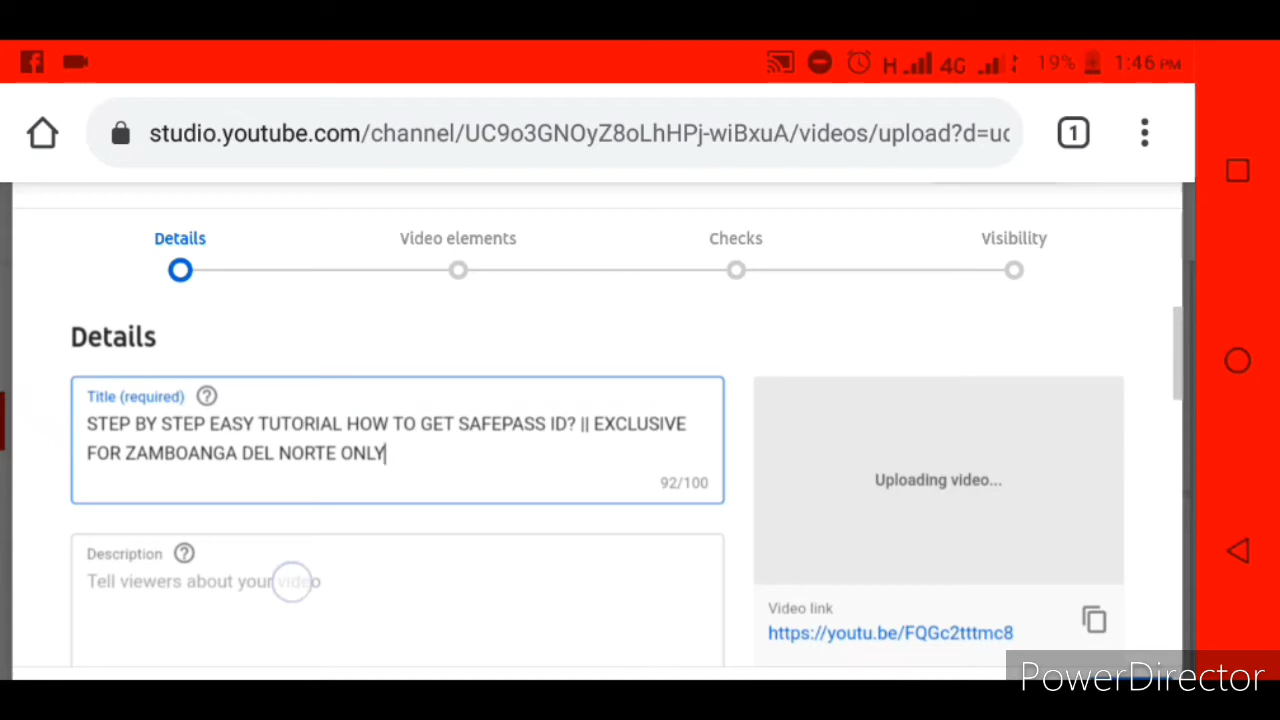 H 4G 19% 1:46 PM
studio.youtube.com/channel/UC9o3GNOyZ8oLhHPj-wiBxuA/videos/upload?d=uc
1
Details Video elements Checks Visibility
Details
Title (required) ?
STEP BY STEP EASY TUTORIAL HOW TO GET SAFEPASS ID? || EXCLUSIVE
FOR ZAMBOANGA DEL NORTE ONLY
92/100
Uploading video...
Description ?
Tell viewers about your video
Video link
https://youtu.be/FQGc2tttmc8
PowerDirector